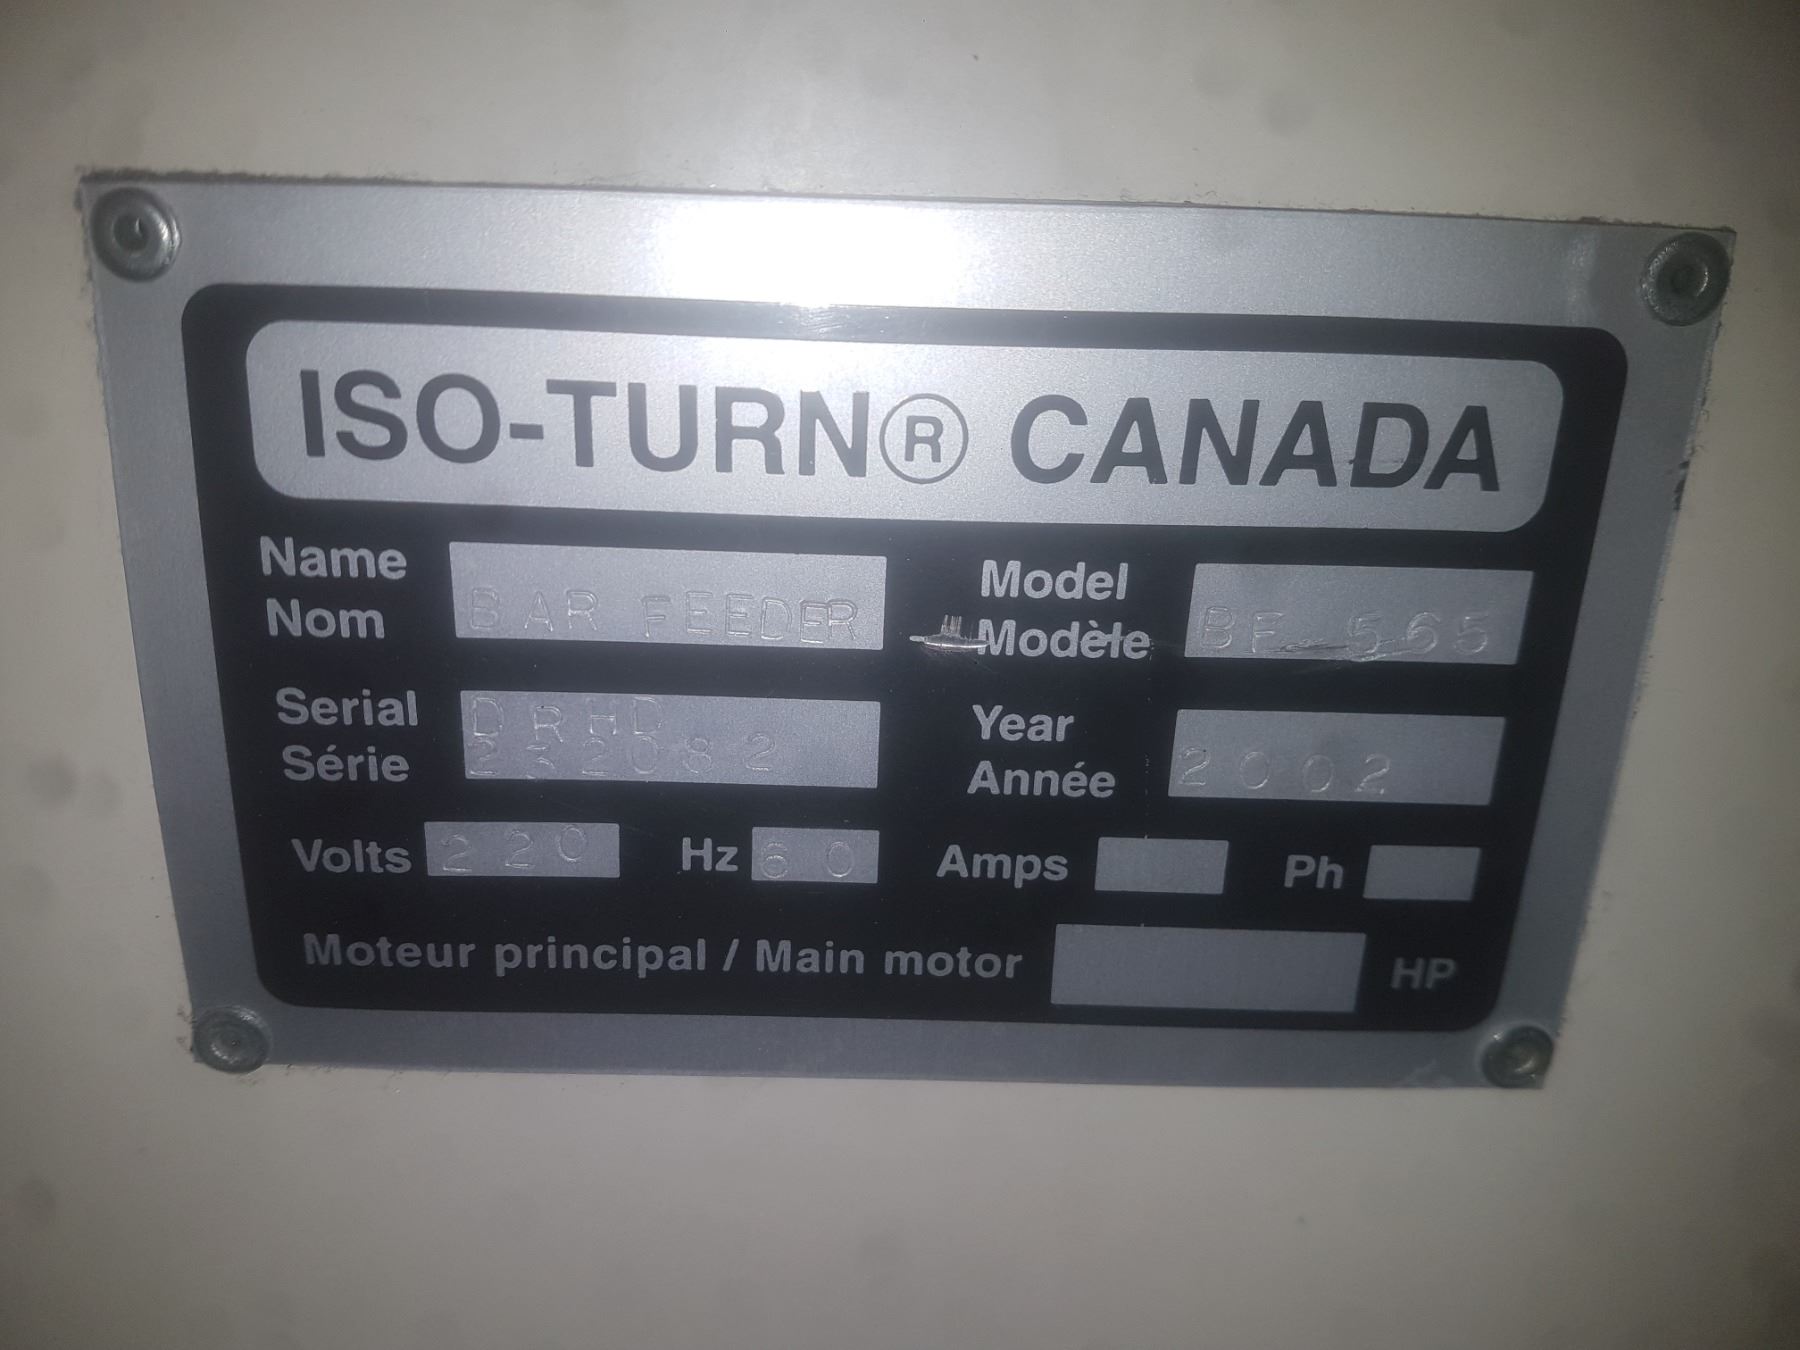 ISO-TURN® CANADA
Name
Nom
BAR FEEDER
Model
Modèle
BF-565
Serial
Série
DRHD
232082
Year
Année
2002
Volts 220 Hz 60 Amps Ph
Moteur principal / Main motor HP